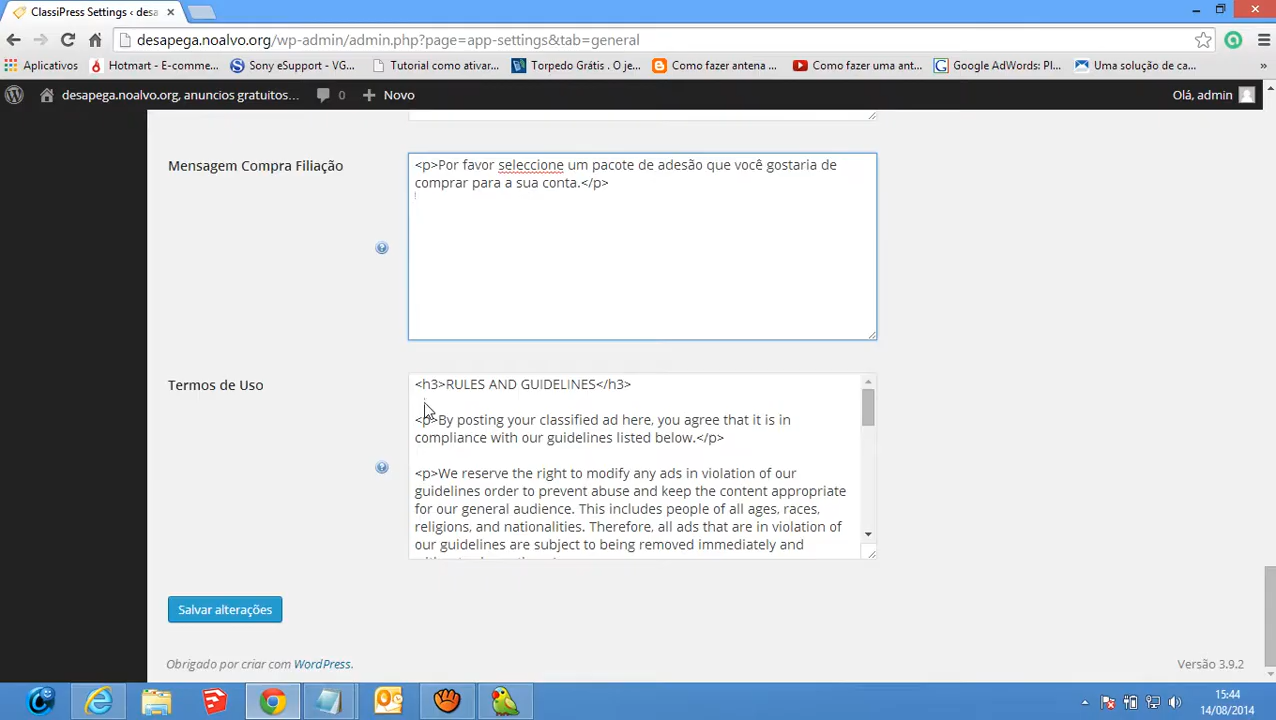 ClassiPress Settings ‹ desa
desapega.noalvo.org/wp-admin/admin.php?page=app-settings&tab=general
Aplicativos Hotmart - E-comme... Sony eSupport - VG... Tutorial como ativar... Torpedo Grátis . O je... Como fazer antena ... Como fazer uma ant... Google AdWords: Pl... Uma solução de ca... »
desapega.noalvo.org, anuncios gratuitos... 0 + Novo Olá, admin
Mensagem Compra Filiação
<p>Por favor seleccione um pacote de adesão que você gostaria de
comprar para a sua conta.</p>
Termos de Uso
<h3>RULES AND GUIDELINES</h3>
<p>By posting your classified ad here, you agree that it is in
compliance with our guidelines listed below.</p>
<p>We reserve the right to modify any ads in violation of our
guidelines order to prevent abuse and keep the content appropriate
for our general audience. This includes people of all ages, races,
religions, and nationalities. Therefore, all ads that are in violation of
our guidelines are subject to being removed immediately and
Salvar alterações
Obrigado por criar com WordPress.
Versão 3.9.2
15:44
14/08/2014